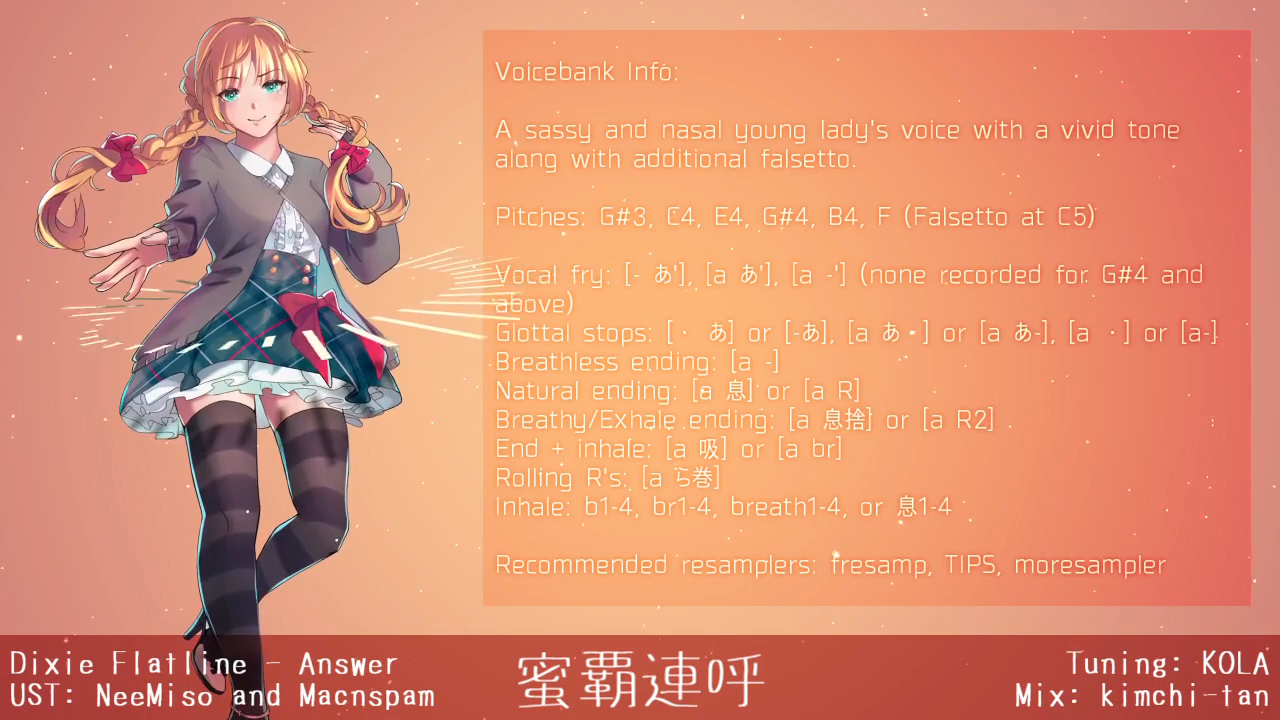 Voicebank Info:
A sassy and nasal young lady's voice with a vivid tone
along with additional falsetto.
Pitches: G#3, C4, E4, G#4, B4, F (Falsetto at C5)
Vocal fry: [- あ'], [a あ'], [a -'] (none recorded for G#4 and
above)
Glottal stops: [・ あ] or [-あ], [a あ・] or [a あ-], [a ・] or [a-]
Breathless ending: [a -]
Natural ending: [a 息] or [a R]
Breathy/Exhale ending: [a 息捨] or [a R2]
End + inhale: [a 吸] or [a br]
Rolling R's: [a ら巻]
Inhale: b1-4, br1-4, breath1-4, or 息1-4
Recommended resamplers: fresamp, TIPS, moresampler
Dixie Flatline - Answer
UST: NeeMiso and Macnspam
蜜覇連呼
Tuning: KOLA
Mix: kimchi-tan